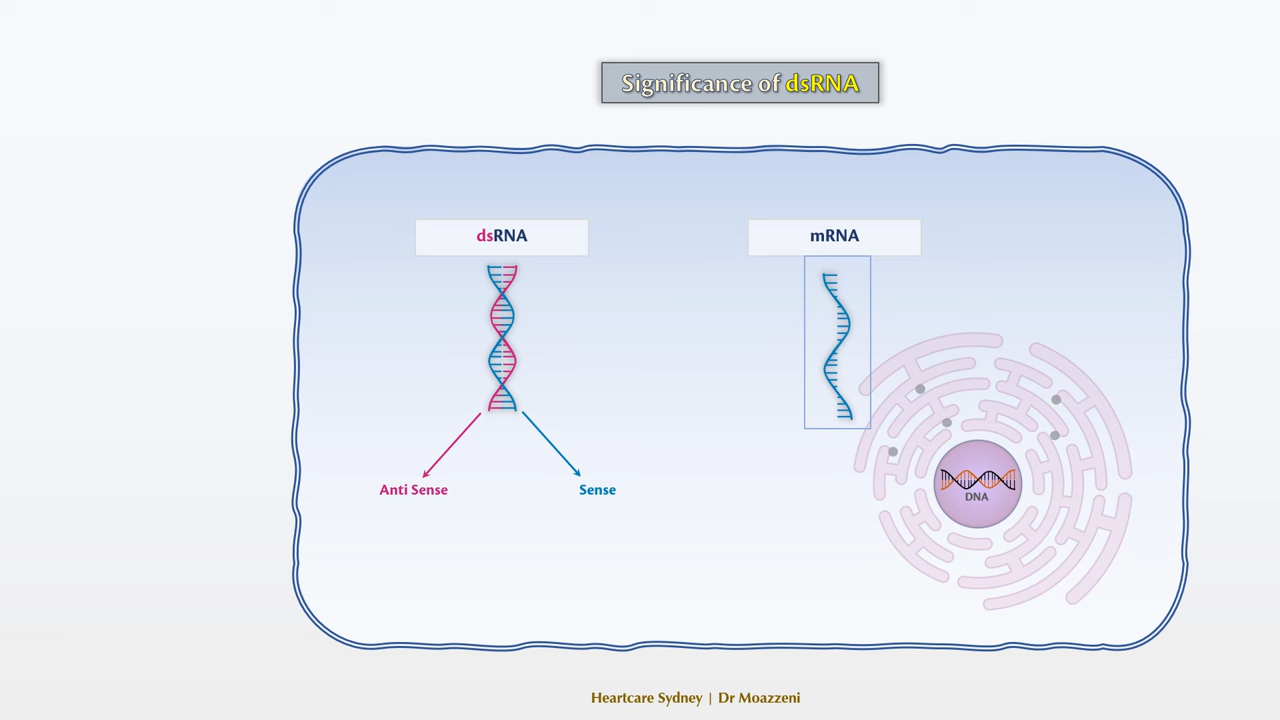 Significance of dsRNA
dsRNA
mRNA
Anti Sense
Sense
DNA
Heartcare Sydney | Dr Moazzeni